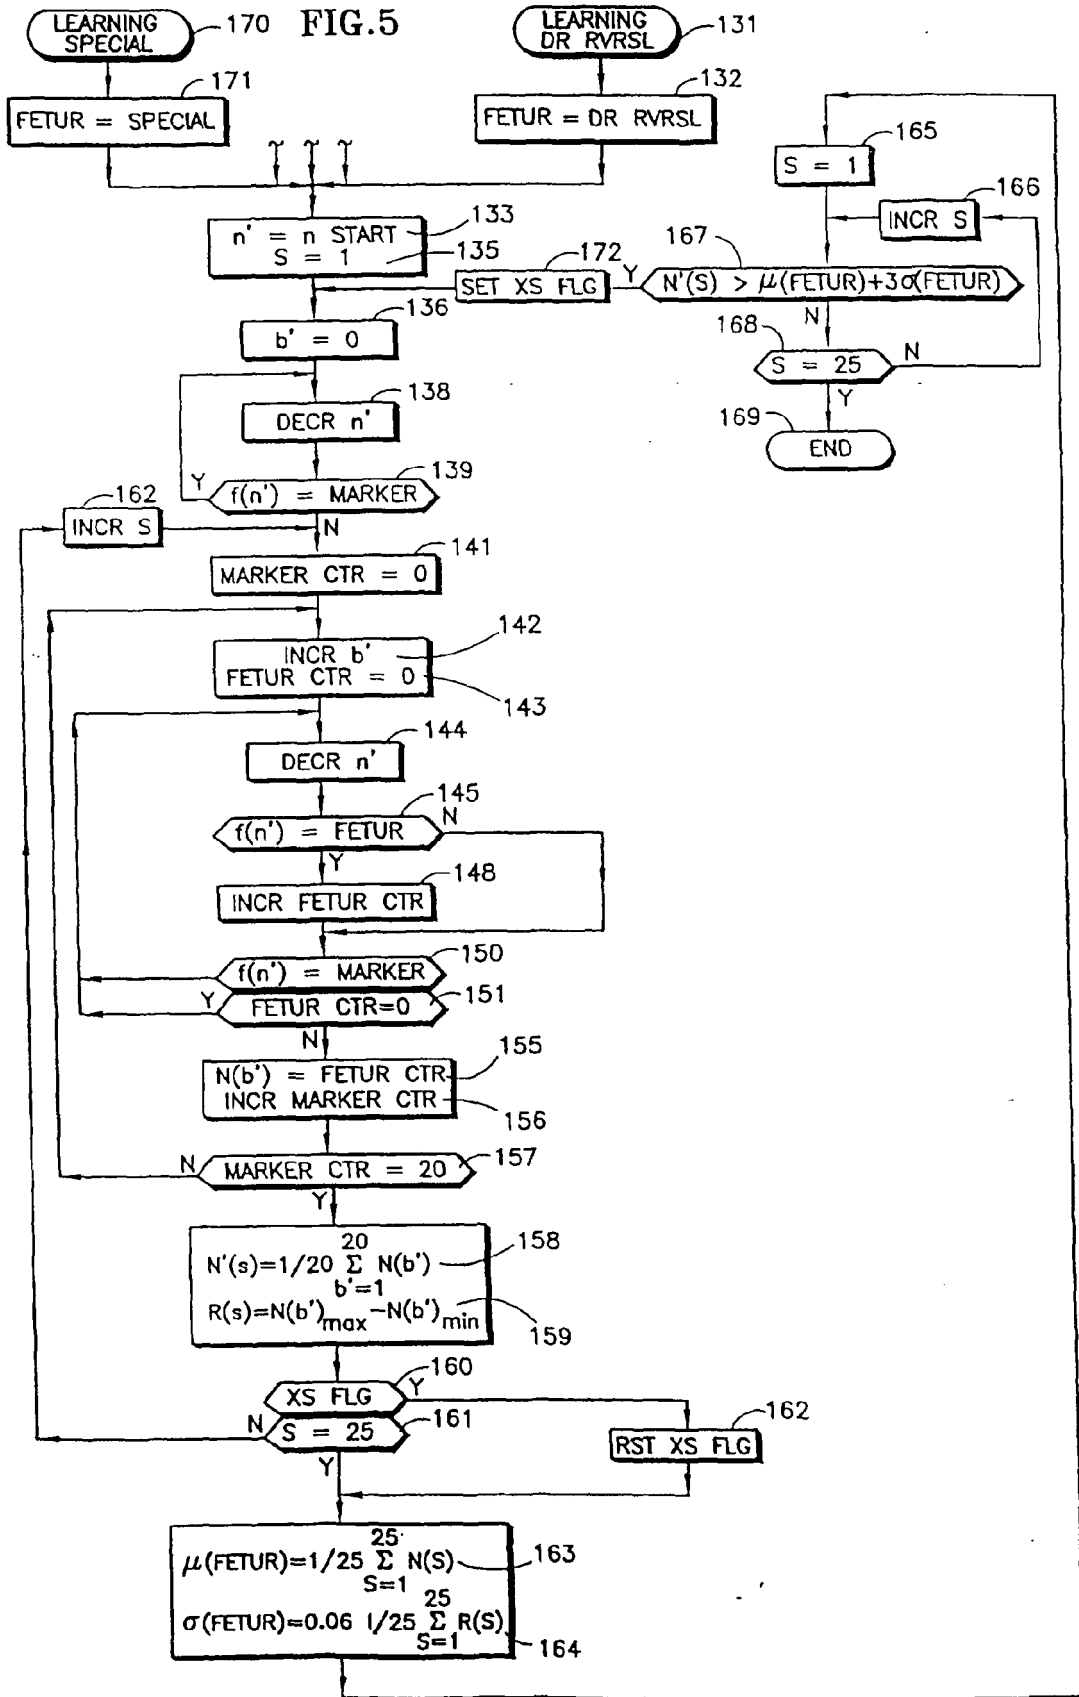 FIG.5
LEARNING
SPECIAL
170
LEARNING
DR RVRSL
131
171
FETUR = SPECIAL
132
FETUR = DR RVRSL
165
S = 1
166
INCR S
133
n' = n START
S = 1
135
172
SET XS FLG
Y
167
N'(S) > μ(FETUR)+3σ(FETUR)
N
136
b' = 0
168
S = 25
N
Y
138
DECR n'
169
END
139
Y
f(n') = MARKER
N
162
INCR S
141
MARKER CTR = 0
142
INCR b'
FETUR CTR = 0
143
144
DECR n'
145
f(n') = FETUR
N
Y
148
INCR FETUR CTR
150
f(n') = MARKER
151
Y
FETUR CTR=0
N
155
N(b') = FETUR CTR
INCR MARKER CTR
156
N
MARKER CTR = 20
157
Y
N'(s)=1/20 20 Σ b'=1 N(b')
158
R(s)=N(b')max-N(b')min
159
160
XS FLG
Y
161
N
S = 25
Y
162
RST XS FLG
μ(FETUR)=1/25 25 Σ S=1 N(S)
163
σ(FETUR)=0.06 1/25 25 Σ S=1 R(S)
164